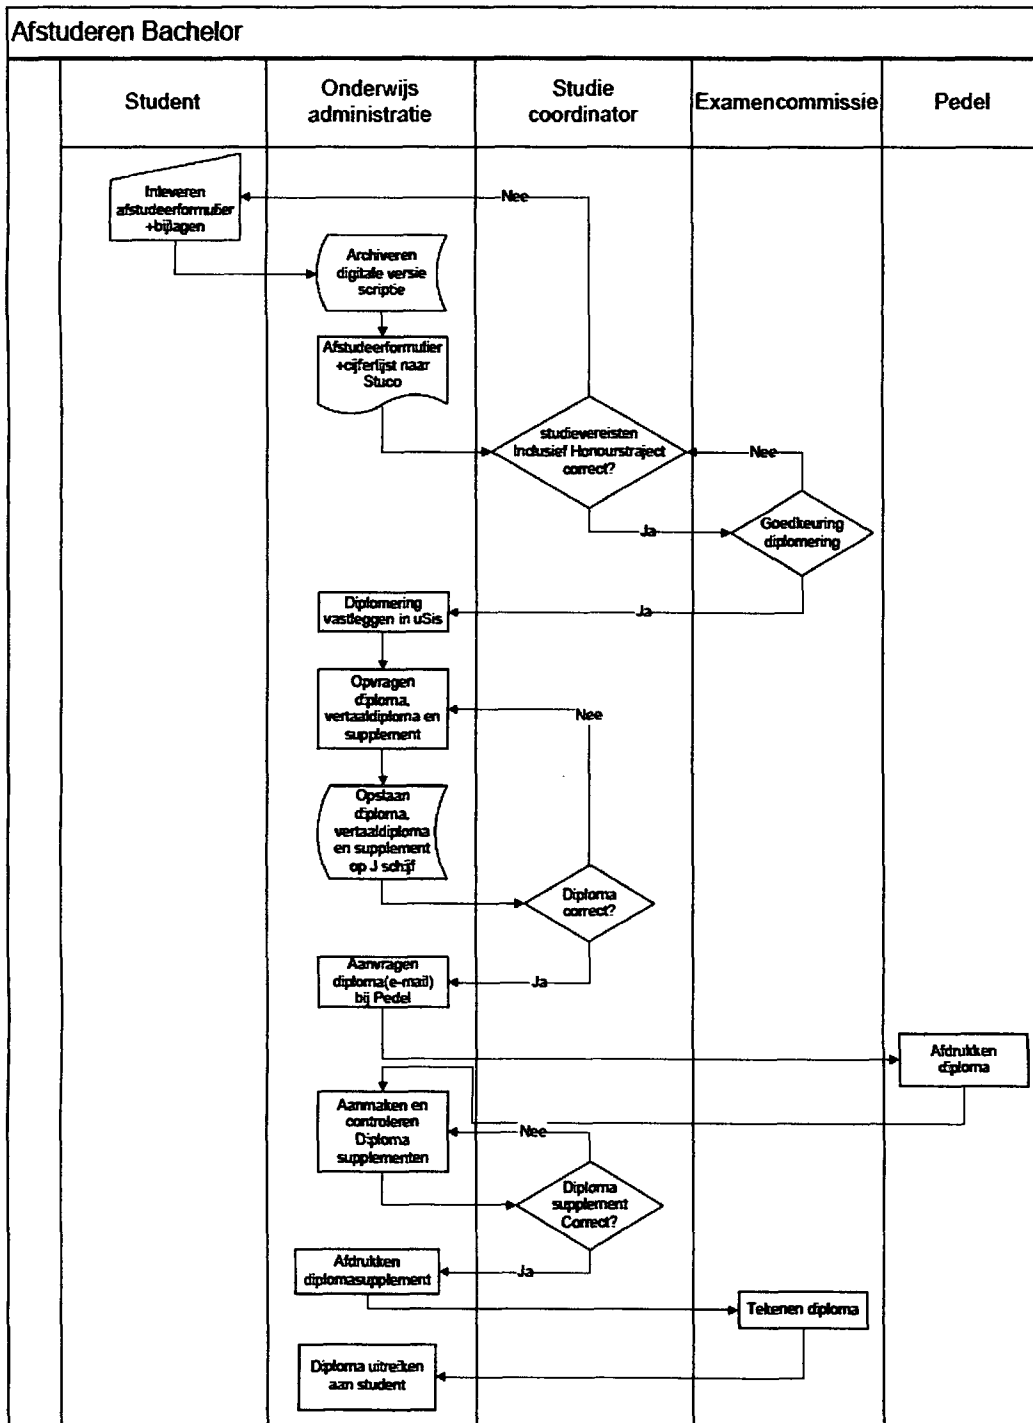 Afstuderen Bachelor
Student
Onderwijs
administratie
Studie
coordinator
Examencommissie
Pedel
Inleveren
afstudeerformulier
+bijlagen
Nee
Archiveren
digitale versie
scriptie
Afstudeerformulier
+cijferlijst naar
Stuco
studievereisten
Inclusief Honourstraject
correct?
Nee
Ja
Goedkeuring
diplomering
Diplomering
vastleggen in uSis
Ja
Opvragen
diploma,
vertaaldiploma en
supplement
Nee
Opslaan
diploma,
vertaaldiploma
en supplement
op J schijf
Diploma
correct?
Aanvragen
diploma(e-mail)
bij Pedel
Ja
Afdrukken
diploma
Aanmaken en
controleren
Diploma
supplementen
Nee
Diploma
supplement
Correct?
Afdrukken
diplomasupplement
Ja
Tekenen diploma
Diploma uitreiken
aan student